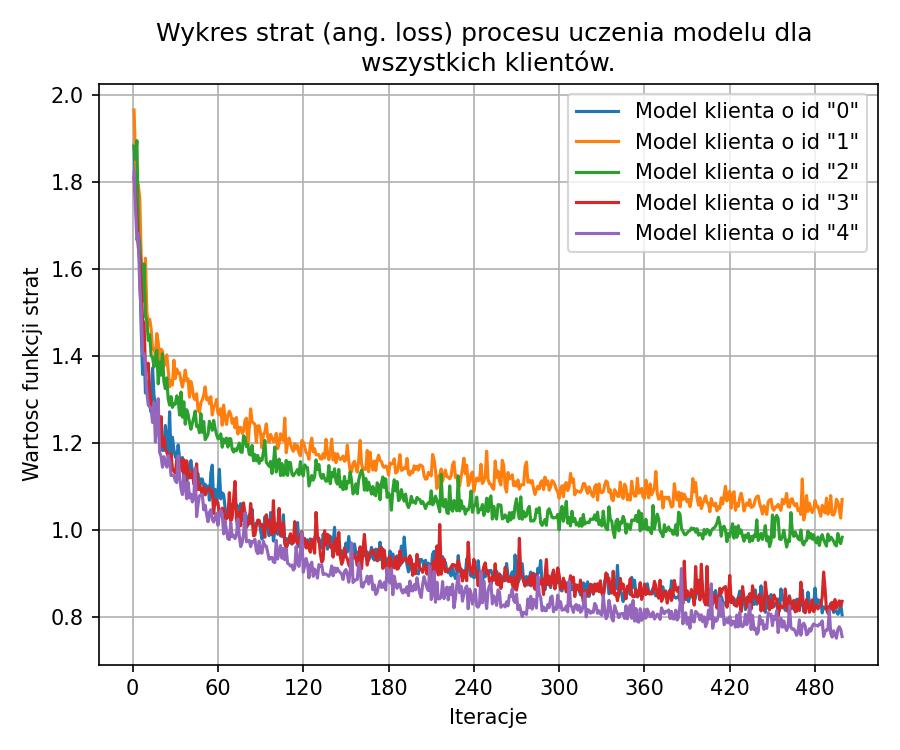 Wykres strat (ang. loss) procesu uczenia modelu dla
wszystkich klientów.
2.0
1.8
1.6
1.4
1.2
1.0
0.8
Wartosc funkcji strat
Model klienta o id "0"
Model klienta o id "1"
Model klienta o id "2"
Model klienta o id "3"
Model klienta o id "4"
0 60 120 180 240 300 360 420 480
Iteracje